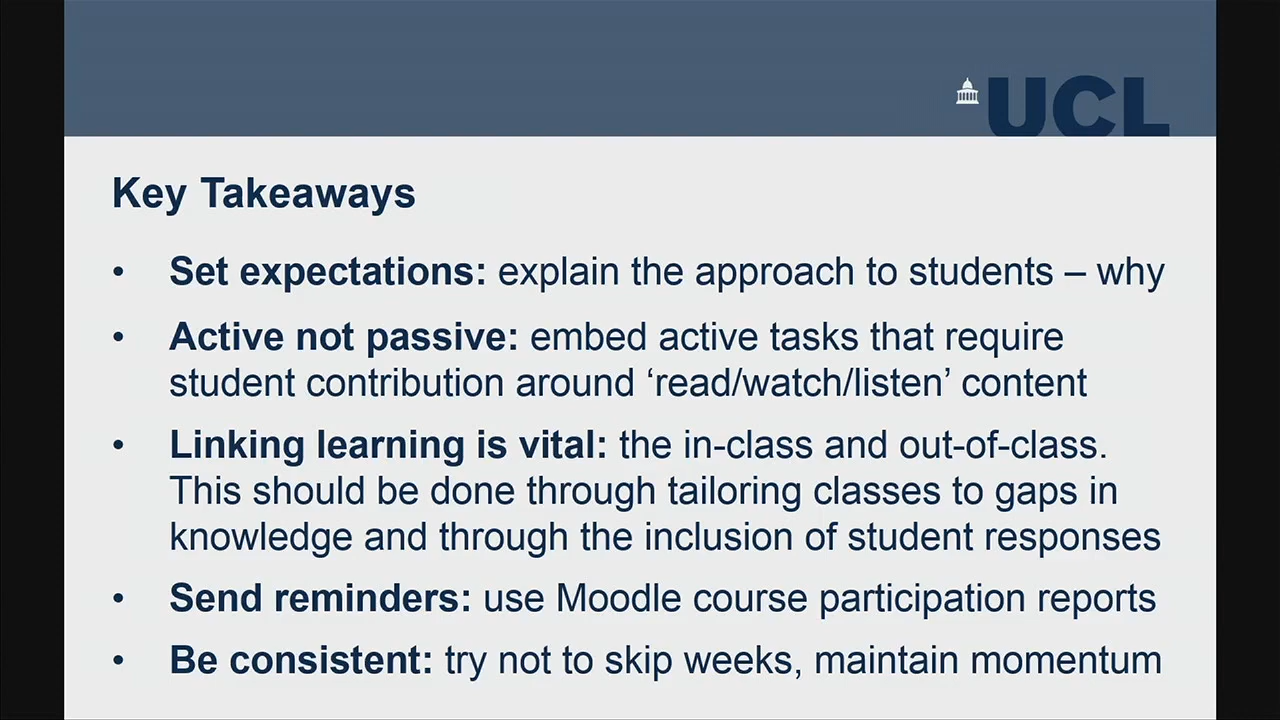 UCL
Key Takeaways
• Set expectations: explain the approach to students – why
• Active not passive: embed active tasks that require
student contribution around ‘read/watch/listen’ content
• Linking learning is vital: the in-class and out-of-class.
This should be done through tailoring classes to gaps in
knowledge and through the inclusion of student responses
• Send reminders: use Moodle course participation reports
• Be consistent: try not to skip weeks, maintain momentum